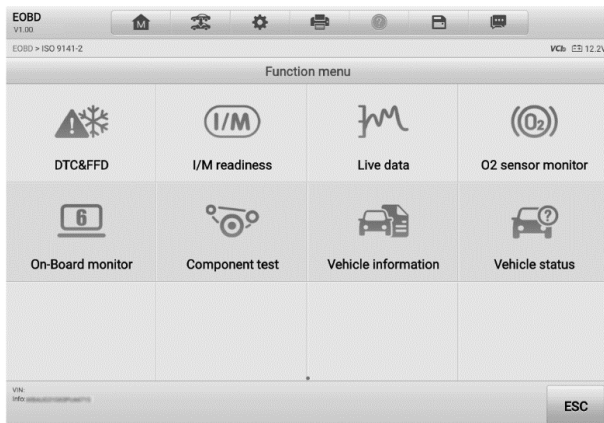 EOBD
V1.00
M
EOBD > ISO 9141-2
VCI 12.2V
Function menu
I/M
O2
DTC&FFD
I/M readiness
Live data
O2 sensor monitor
6
?
On-Board monitor
Component test
Vehicle information
Vehicle status
VIN:
Info:
ESC